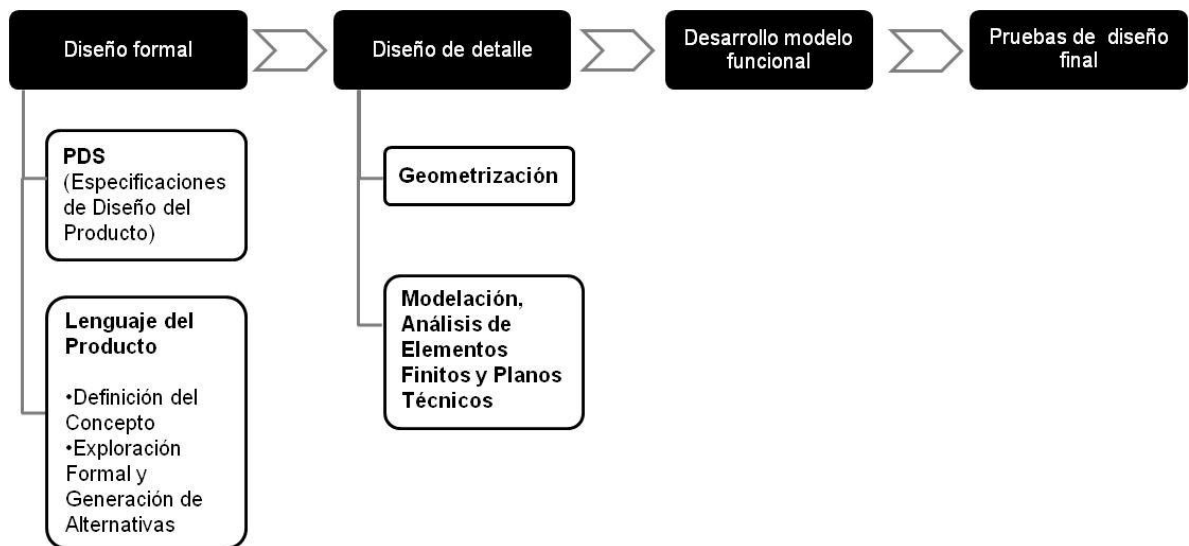 Diseño formal
Diseño de detalle
Desarrollo modelo
funcional
Pruebas de diseño
final
PDS
(Especificaciones
de Diseño del
Producto)
Lenguaje del
Producto
•Definición del
Concepto
•Exploración
Formal y
Generación de
Alternativas
Geometrización
Modelación,
Análisis de
Elementos
Finitos y Planos
Técnicos